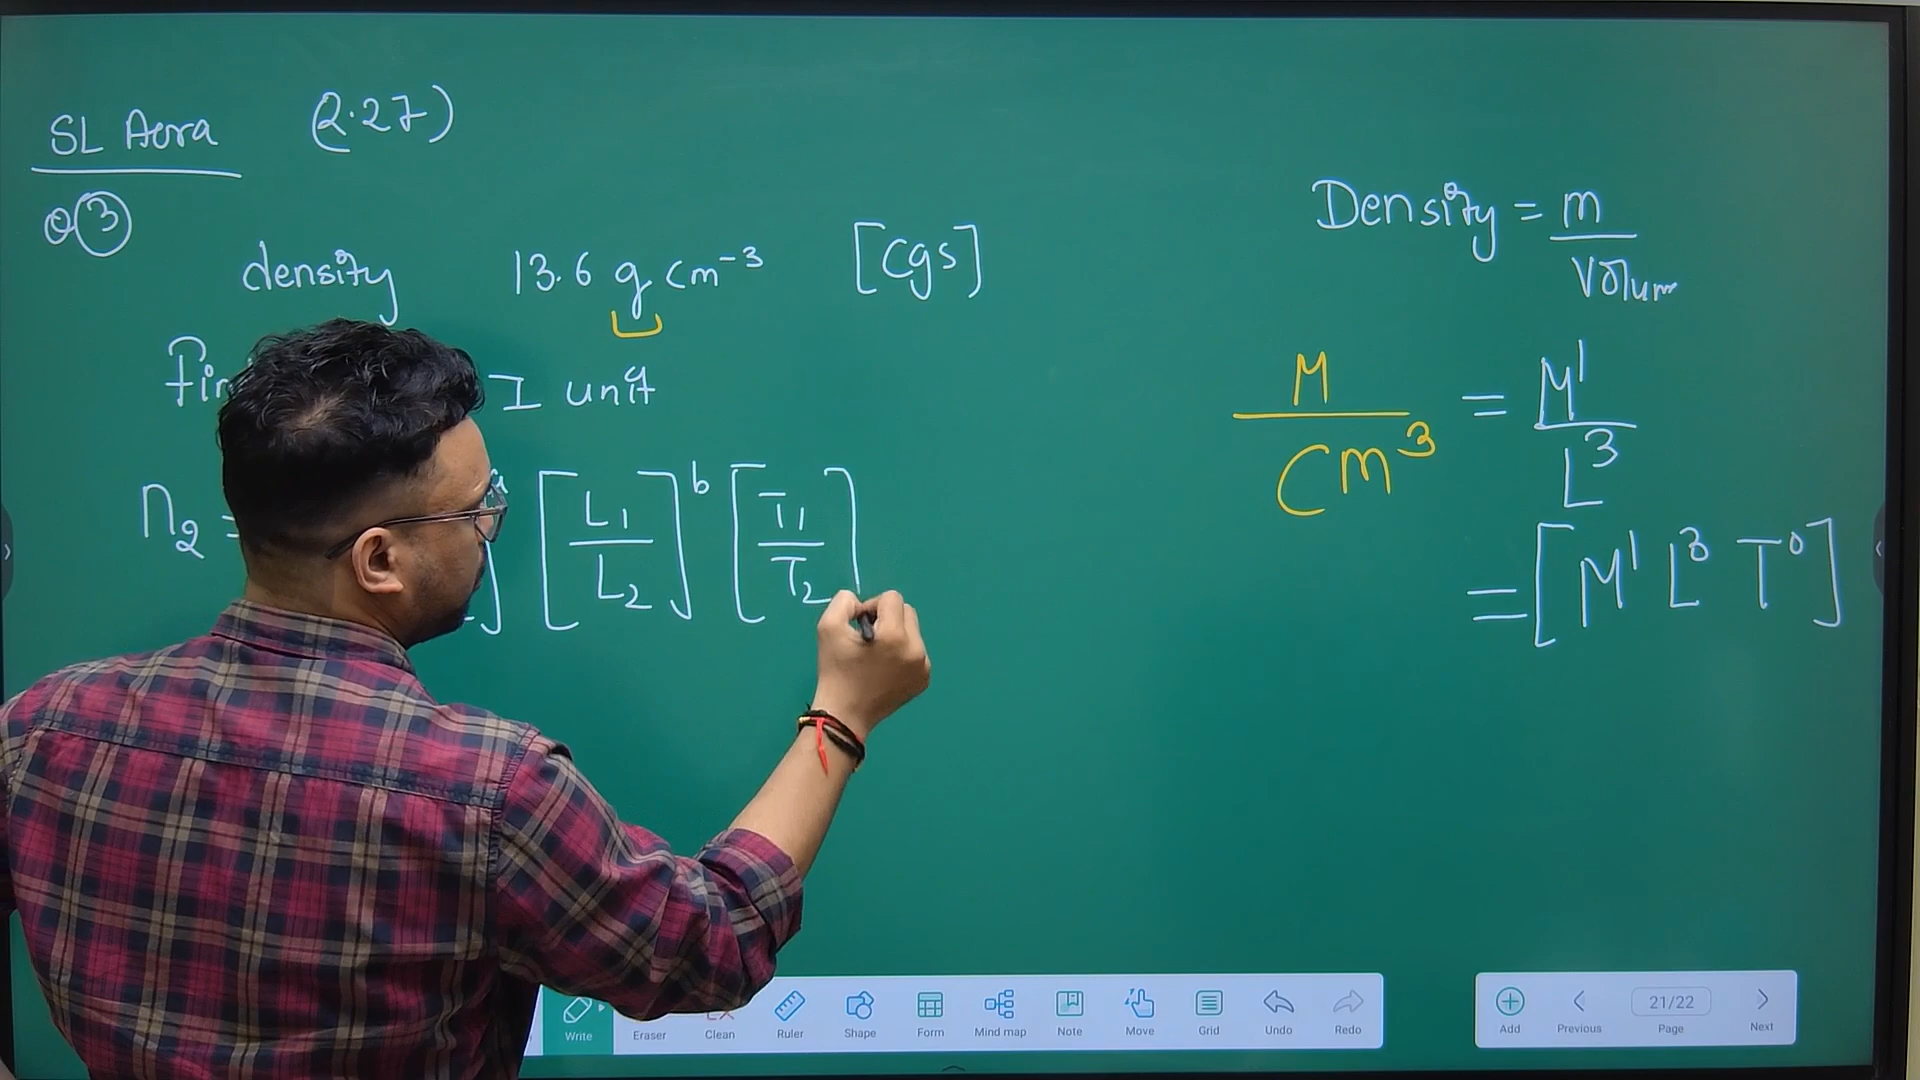 SL Arora (2.27)
Q 3
density 13.6 g cm⁻³ [cgs]
I unit
n₂ =
[L₁/L₂]ᵇ [T₁/T₂]
Density = m/Volum
M/Cm³ = M¹/L³
= [M¹ L³ T⁰]
Write Eraser Clean Ruler Shape Form Mind map Note Move Grid Undo Redo
Add Previous 21/22 Page Next